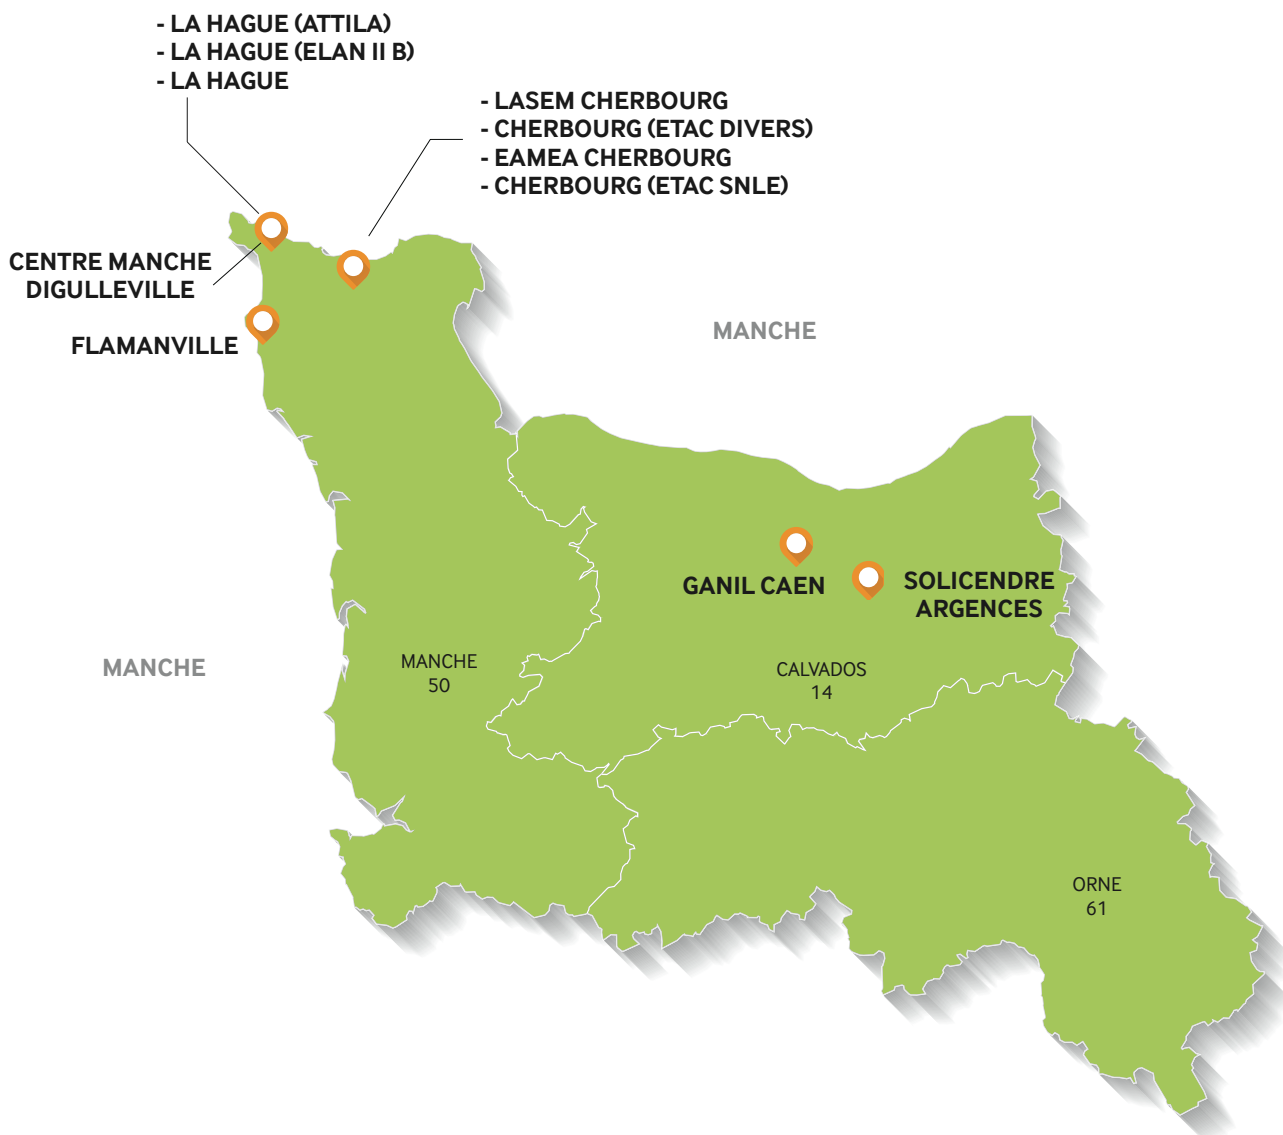 - LA HAGUE (ATTILA)
- LA HAGUE (ELAN II B)
- LA HAGUE
- LASEM CHERBOURG
- CHERBOURG (ETAC DIVERS)
- EAMEA CHERBOURG
- CHERBOURG (ETAC SNLE)
CENTRE MANCHE
DIGULLEVILLE
FLAMANVILLE
MANCHE
GANIL CAEN
SOLICENDRE
ARGENCES
MANCHE
MANCHE
50
CALVADOS
14
ORNE
61